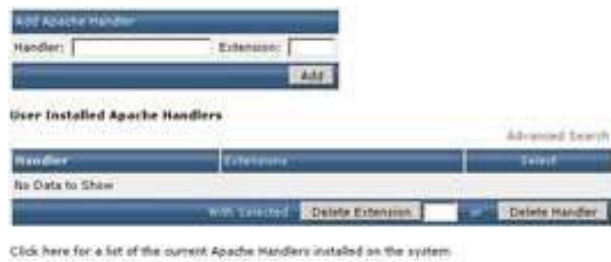 Add Apache Handler
Handler: Extension:
Add
User Installed Apache Handlers
Advanced Search
Handler Extensions Select
No Data to Show
With Selected Delete Extension or Delete Handler
Click here for a list of the current Apache Handlers installed on the system